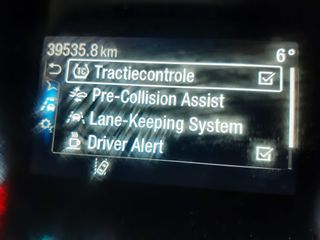 39535.8 km
6°
Tractiecontrole
Pre-Collision Assist
Lane-Keeping System
Driver Alert